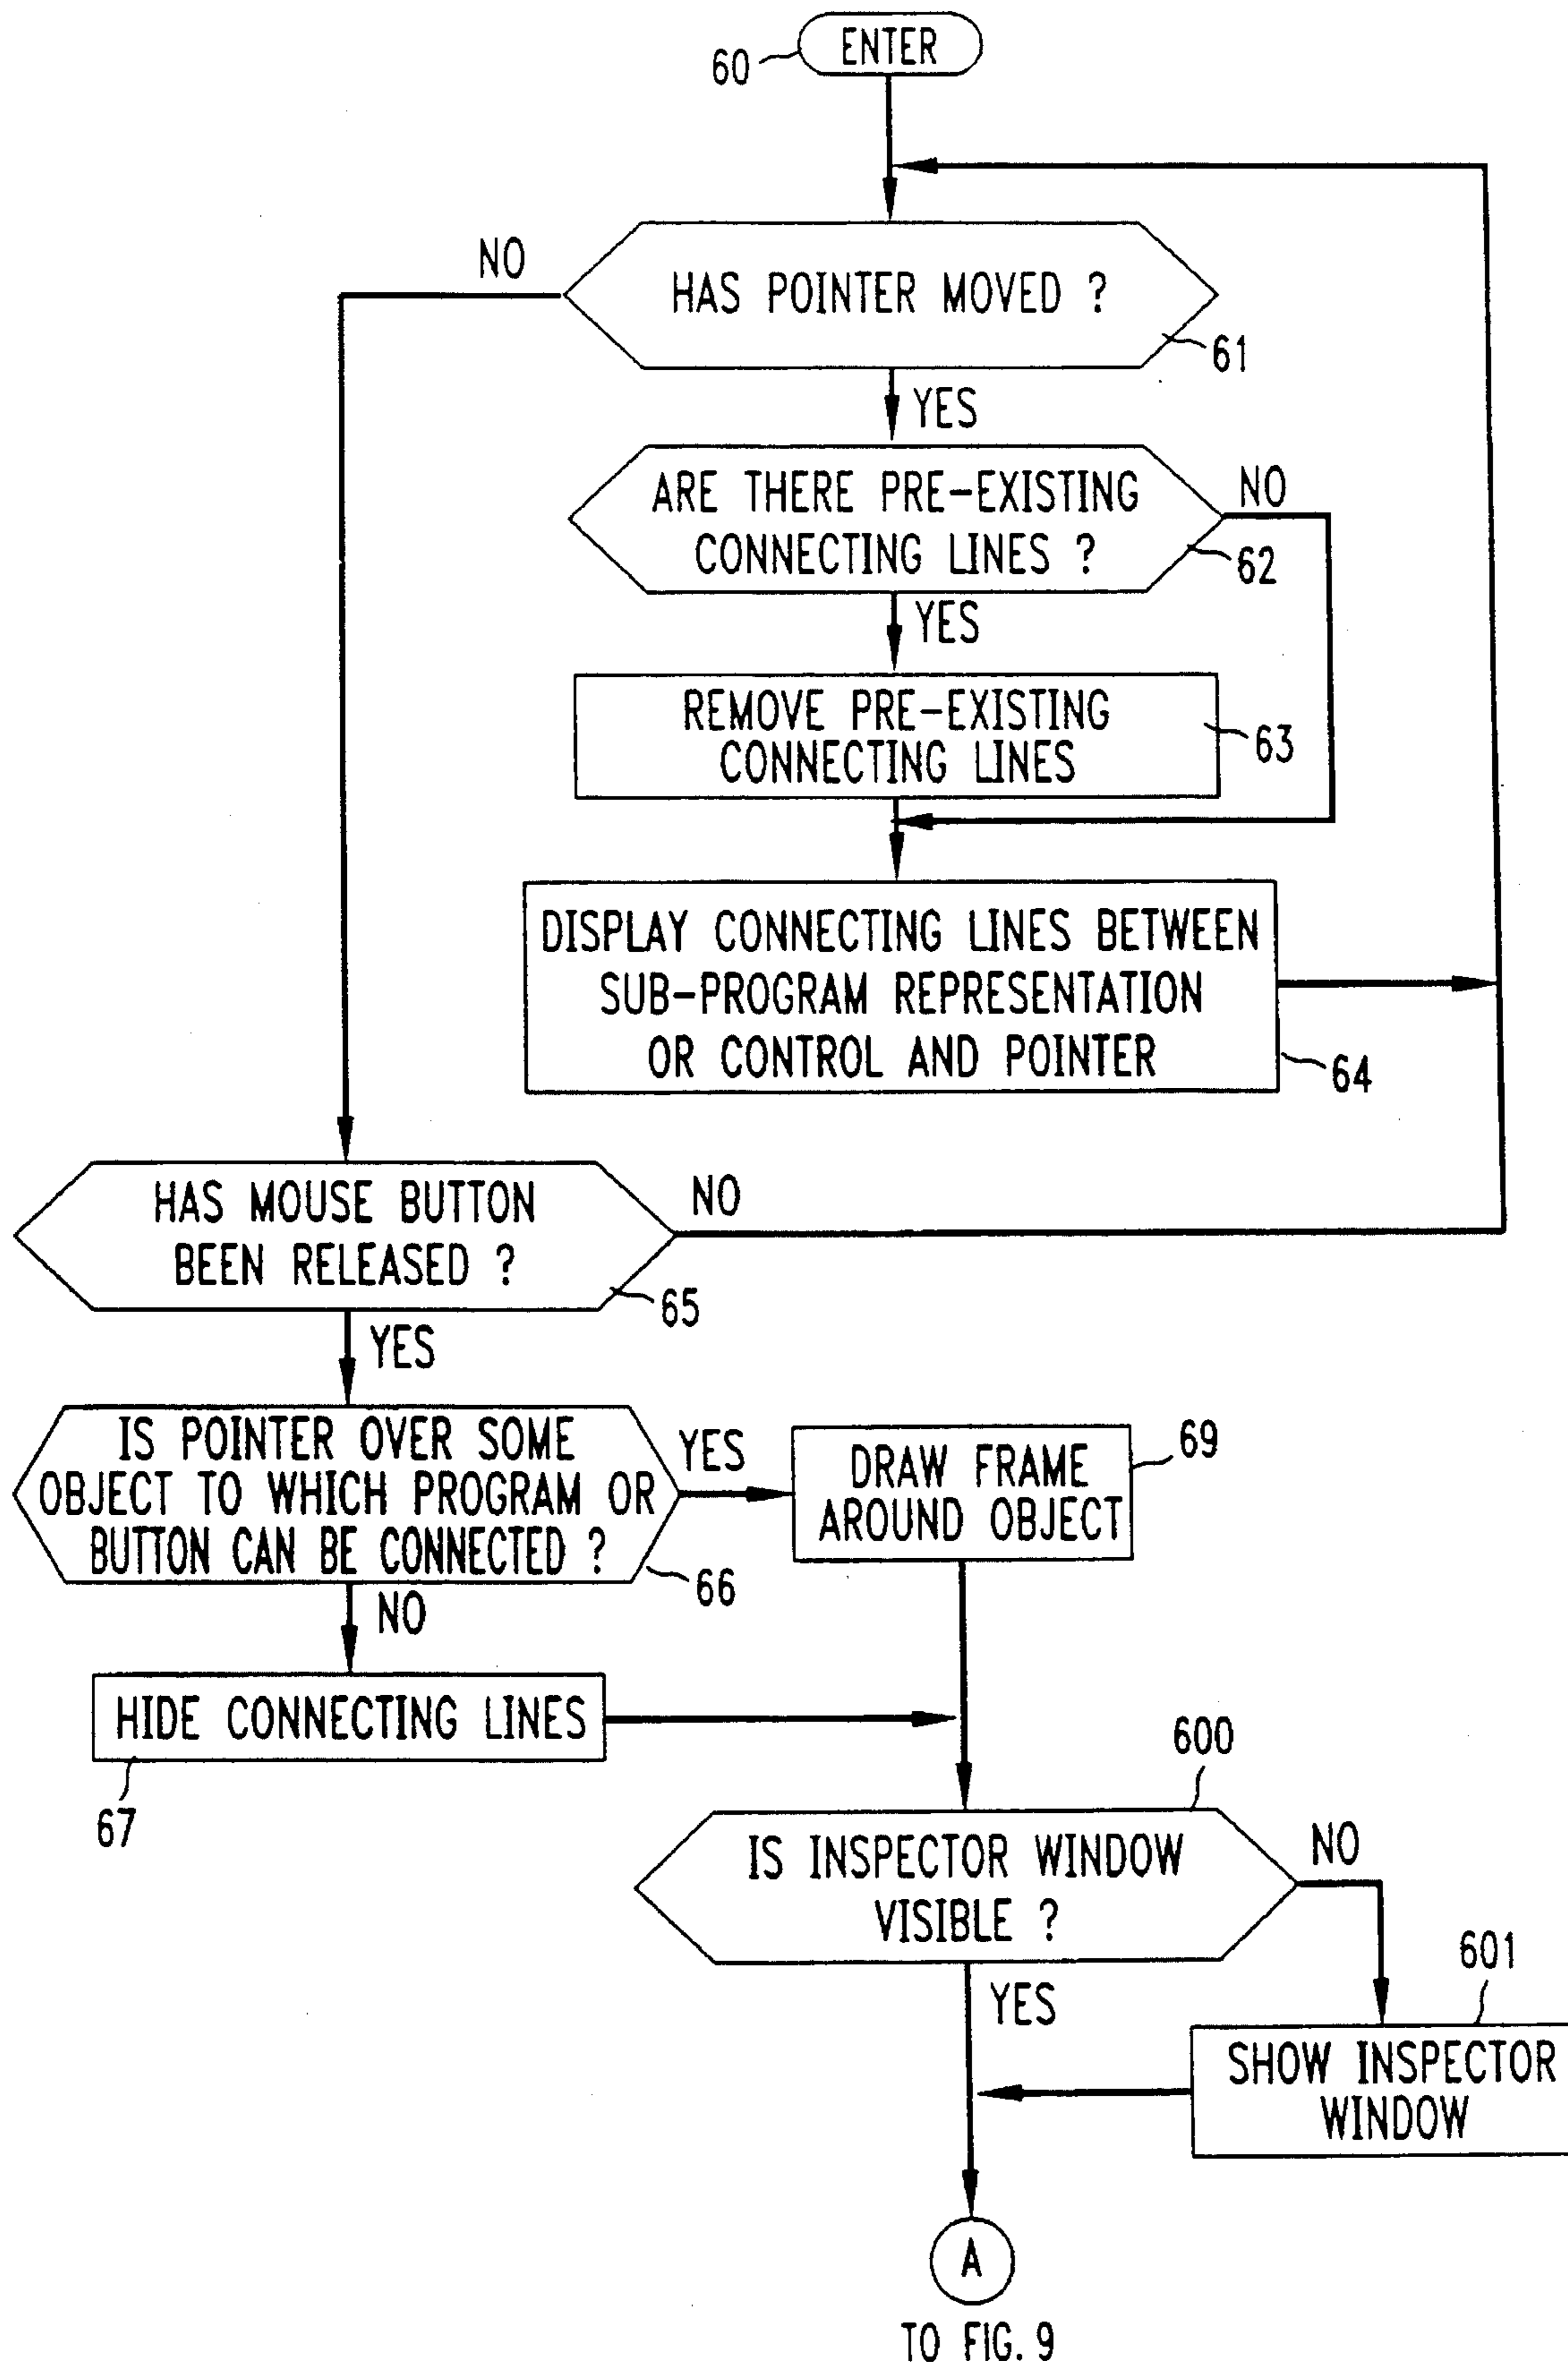 ENTER
60
NO
HAS POINTER MOVED ?
61
YES
ARE THERE PRE-EXISTING
CONNECTING LINES ?
NO
62
YES
REMOVE PRE-EXISTING
CONNECTING LINES
63
DISPLAY CONNECTING LINES BETWEEN
SUB-PROGRAM REPRESENTATION
OR CONTROL AND POINTER
64
HAS MOUSE BUTTON
BEEN RELEASED ?
NO
65
YES
IS POINTER OVER SOME
OBJECT TO WHICH PROGRAM OR
BUTTON CAN BE CONNECTED ?
YES
66
DRAW FRAME
AROUND OBJECT
69
NO
HIDE CONNECTING LINES
67
600
IS INSPECTOR WINDOW
VISIBLE ?
NO
YES
601
SHOW INSPECTOR
WINDOW
A
TO FIG. 9